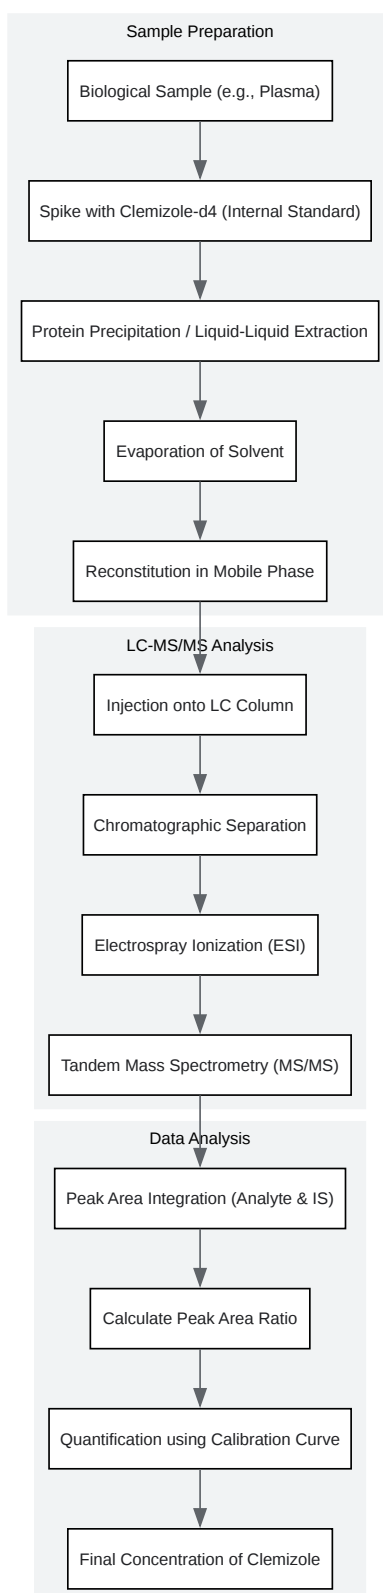 Sample Preparation
Biological Sample (e.g., Plasma)
Spike with Clemizole-d4 (Internal Standard)
Protein Precipitation / Liquid-Liquid Extraction
Evaporation of Solvent
Reconstitution in Mobile Phase
LC-MS/MS Analysis
Injection onto LC Column
Chromatographic Separation
Electrospray Ionization (ESI)
Tandem Mass Spectrometry (MS/MS)
Data Analysis
Peak Area Integration (Analyte & IS)
Calculate Peak Area Ratio
Quantification using Calibration Curve
Final Concentration of Clemizole